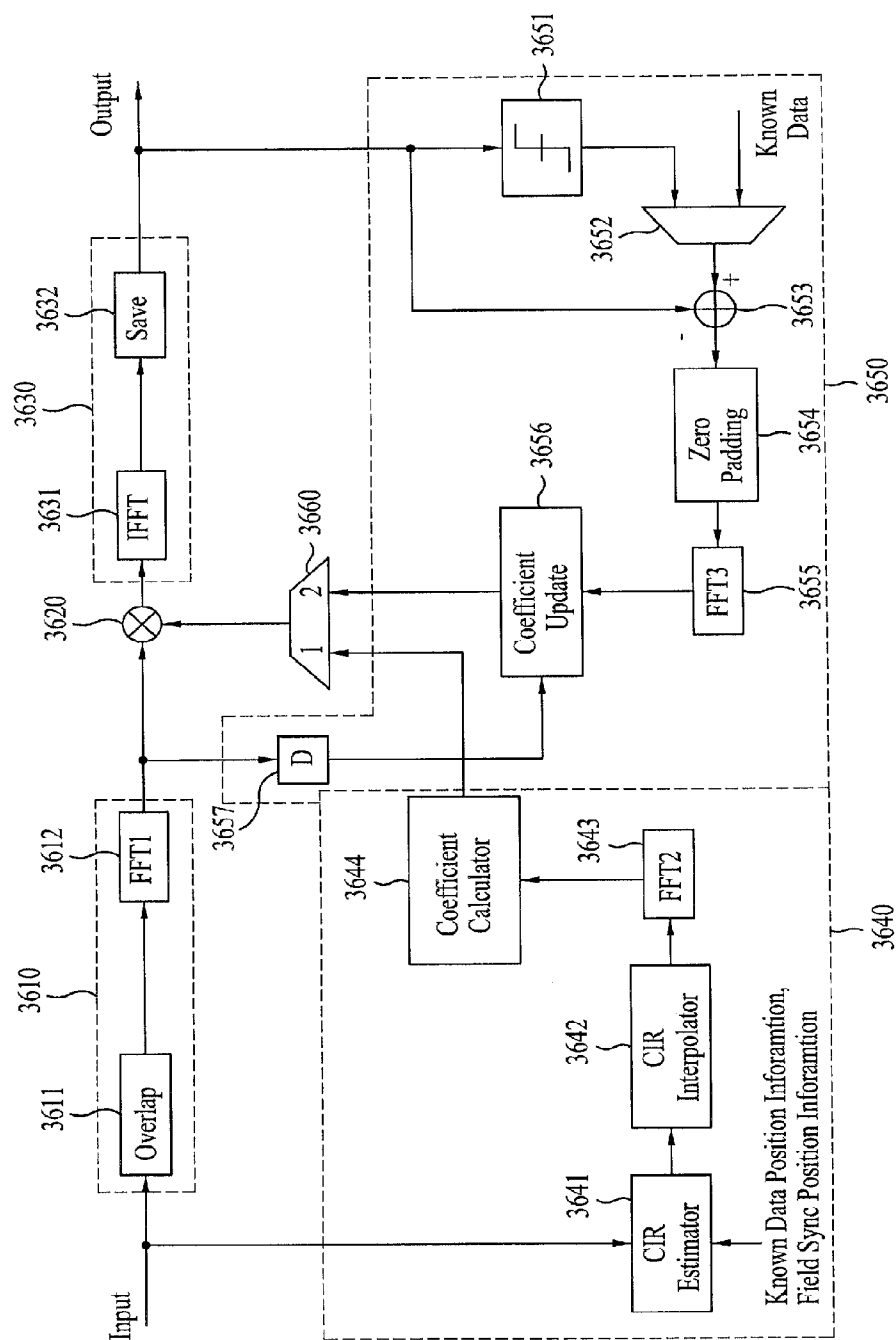 Input
3610
3611
Overlap
3612
FFT1
3620
3630
3631
IFFT
3632
Save
Output
3657
D
3660
1
2
3651
3652
Known
Data
+
-
3653
Zero
Padding
3654
3650
3656
Coefficient
Update
FFT3
3655
3644
Coefficient
Calculator
3643
FFT2
3642
CIR
Interpolator
3641
CIR
Estimator
3640
Known Data Position Inforamtion,
Field Sync Position Inforamtion